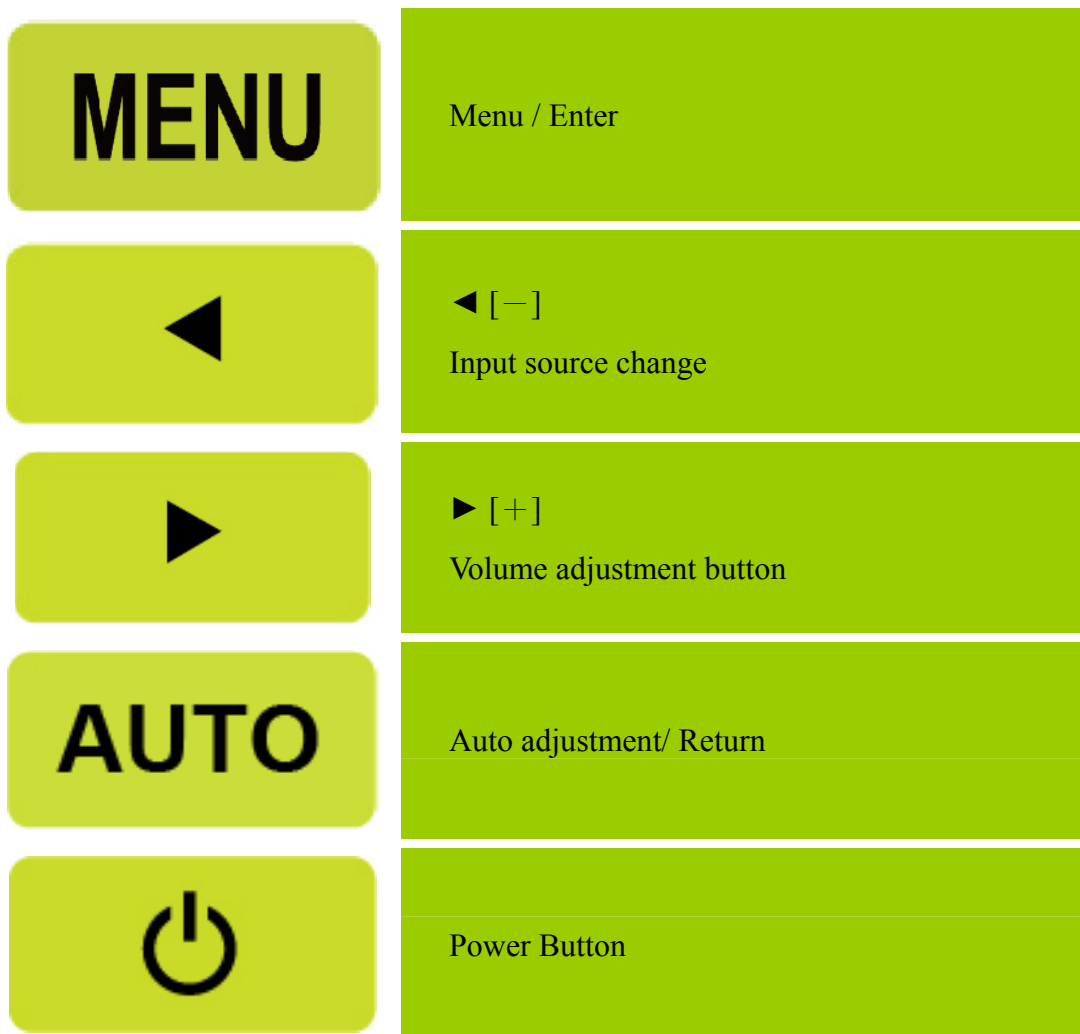 MENU
Menu / Enter
◄ [－]
Input source change
► [＋]
Volume adjustment button
AUTO
Auto adjustment/ Return
Power Button